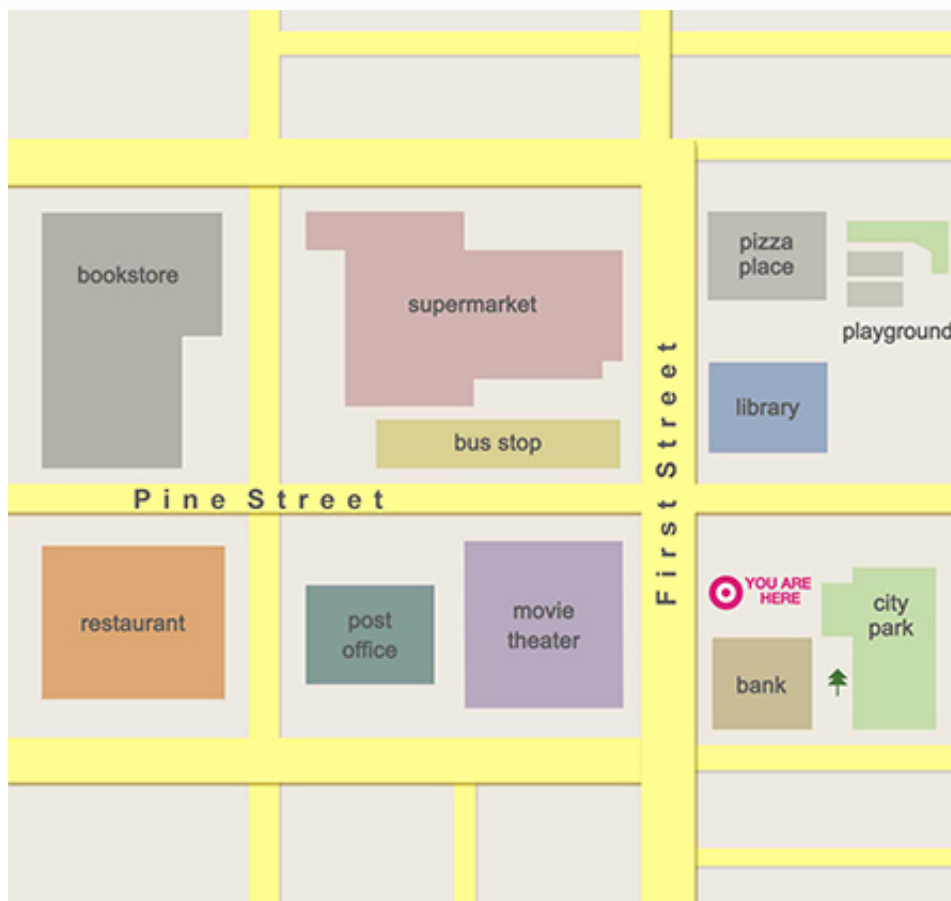 bookstore
supermarket
pizza
place
playground
library
bus stop
Pine Street
First Street
restaurant
post
office
movie
theater
YOU ARE
HERE
city
park
bank